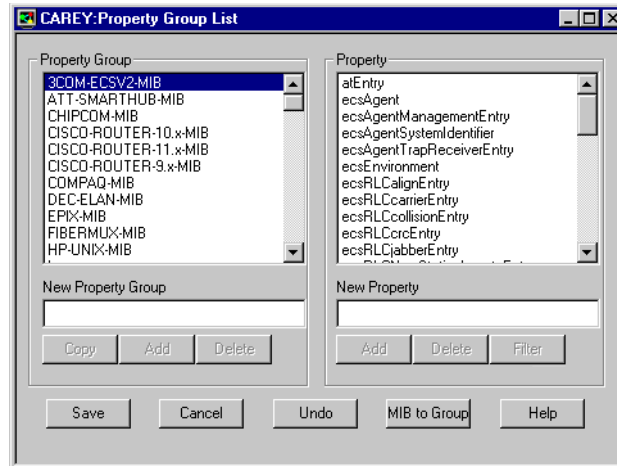 CAREY:Property Group List
Property Group
3COM-ECSV2-MIB
ATT-SMARTHUB-MIB
CHIPCOM-MIB
CISCO-ROUTER-10.x-MIB
CISCO-ROUTER-11.x-MIB
CISCO-ROUTER-9.x-MIB
COMPAQ-MIB
DEC-ELAN-MIB
EPIX-MIB
FIBERMUX-MIB
HP-UNIX-MIB
New Property Group
Copy Add Delete
Property
atEntry
ecsAgent
ecsAgentManagementEntry
ecsAgentSystemIdentifier
ecsAgentTrapReceiverEntry
ecsEnvironment
ecsRLCalignEntry
ecsRLCcarrierEntry
ecsRLCcollisionEntry
ecsRLCcrcEntry
ecsRLCjabberEntry
New Property
Add Delete Filter
Save Cancel Undo MIB to Group Help